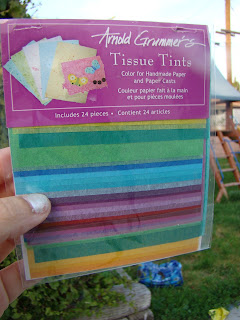 Arnold Grummer's
Tissue Tints
Color for Handmade Paper
and Paper Casts
Couleur papier fait à la main
et pour pièces moulées
Includes 24 pieces • Contient 24 articles